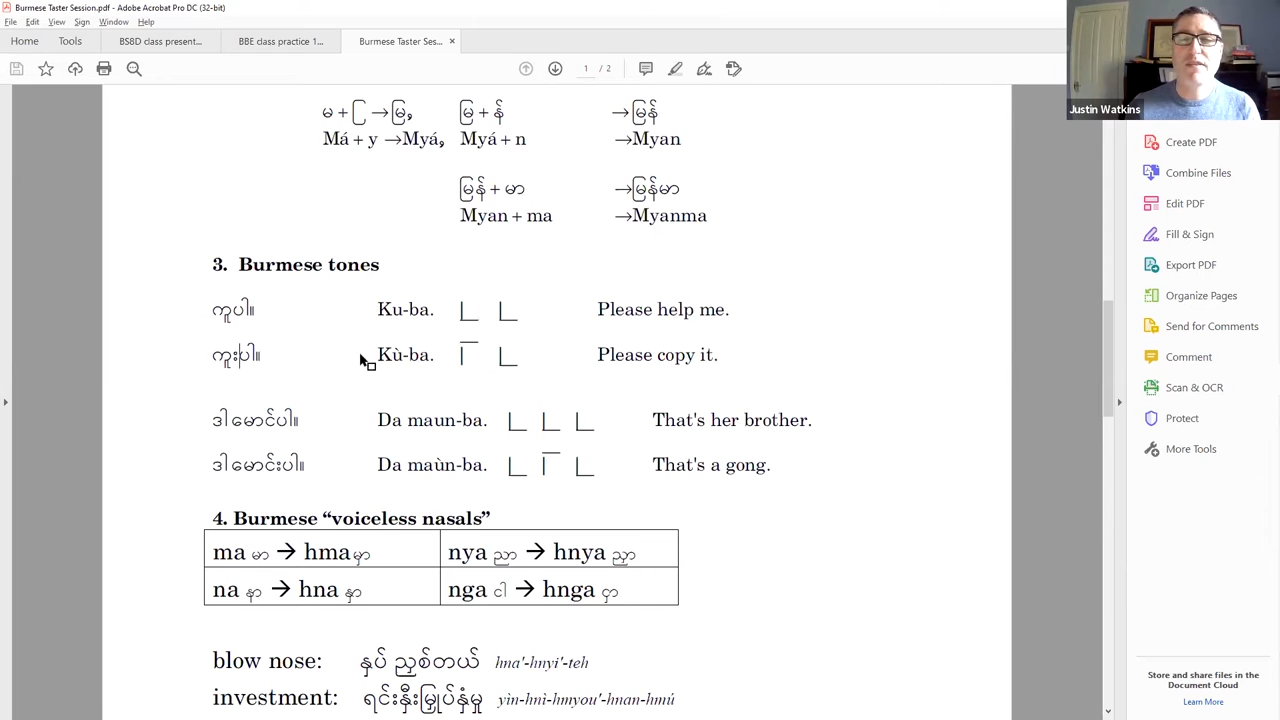 Burmese Taster Session.pdf - Adobe Acrobat Pro DC (32-bit)
File Edit View Sign Window Help
Home Tools BSBD class present... BBE class practice 1... Burmese Taster Ses... ×
1 / 2
Justin Watkins
မ + ြ →မြ, မြ + န် →မြန်
Má + y →Myá, Myá + n →Myan
မြန် + မာ →မြန်မာ
Myan + ma →Myanma
3. Burmese tones
ကူပါ။ Ku-ba. Please help me.
ကူးပါ။ Kù-ba. Please copy it.
ဒါမောင်ပါ။ Da maun-ba. That's her brother.
ဒါမောင်းပါ။ Da maùn-ba. That's a gong.
4. Burmese “voiceless nasals”
ma မာ → hma မှာ nya ညာ → hnya ညှာ
na နာ → hna နှာ nga ငါ → hnga ငှာ
blow nose: နှပ် ညှစ်တယ် hna'-hnyi'-teh
investment: ရင်းနှီးမြှုပ်နှံမှု yìn-hnì-hmyou'-hnan-hmú
Create PDF
Combine Files
Edit PDF
Fill & Sign
Export PDF
Organize Pages
Send for Comments
Comment
Scan & OCR
Protect
More Tools
Store and share files in the
Document Cloud
Learn More